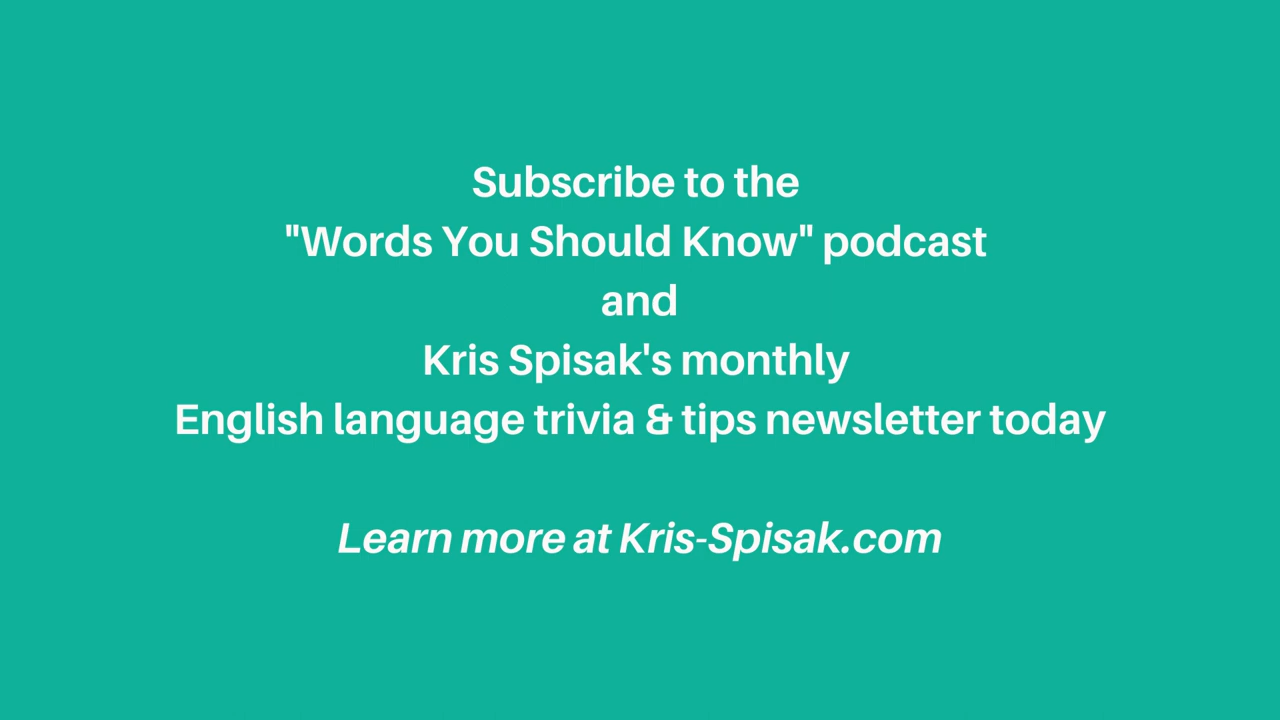 Subscribe to the
"Words You Should Know" podcast
and
Kris Spisak's monthly
English language trivia & tips newsletter today
Learn more at Kris-Spisak.com